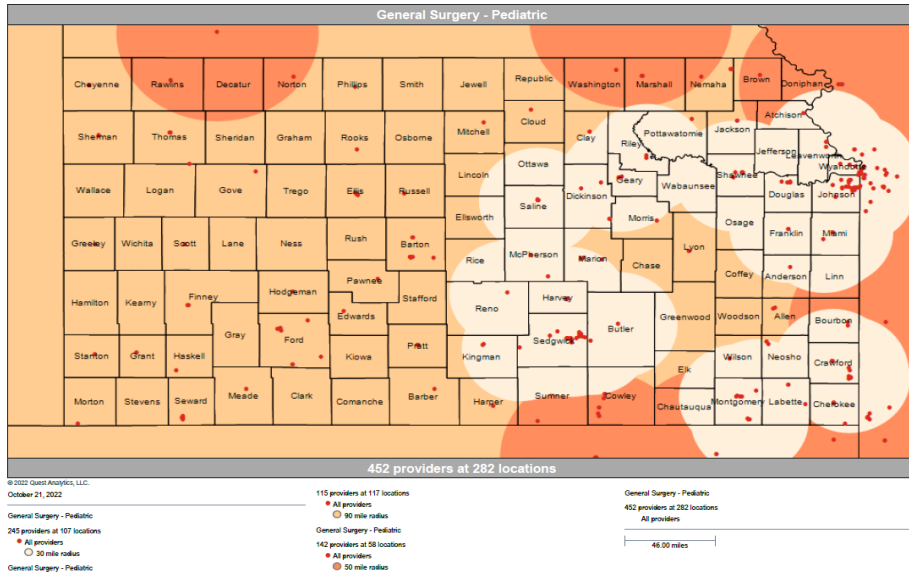 General Surgery - Pediatric
Cheyenne Rawlins Decatur Norton Phillips Smith Jewell Republic Washington Marshall Nemaha Brown Doniphan
Sherman Thomas Sheridan Graham Rooks Osborne Mitchell Cloud Clay Riley Pottawatomie Jackson Atchison
Jefferson Leavenworth Wyandotte
Wallace Logan Gove Trego Ellis Russell Lincoln Ottawa Saline Dickinson Geary Wabaunsee Shawnee Douglas Johnson
Ellsworth Morris Osage
Greeley Wichita Scott Lane Ness Rush Barton Rice McPherson Marion Chase Lyon Franklin Miami
Hamilton Kearny Finney Hodgeman Pawnee Stafford Reno Harvey Coffey Anderson Linn
Gray Ford Edwards Sedgwick Butler Greenwood Woodson Allen Bourbon
Stanton Grant Haskell Kiowa Pratt Kingman Elk Wilson Neosho Crawford
Morton Stevens Seward Meade Clark Comanche Barber Harper Sumner Cowley Chautauqua Montgomery Labette Cherokee
452 providers at 282 locations
© 2022 Quest Analytics, LLC.
October 21, 2022
General Surgery - Pediatric
245 providers at 107 locations
All providers
30 mile radius
General Surgery - Pediatric
115 providers at 117 locations
All providers
90 mile radius
General Surgery - Pediatric
142 providers at 58 locations
All providers
50 mile radius
General Surgery - Pediatric
452 providers at 282 locations
All providers
46.00 miles